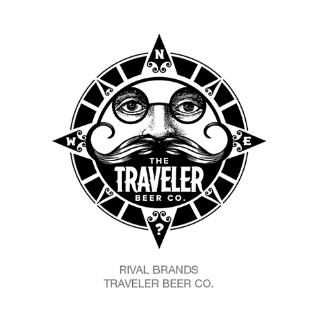 N
W
E
THE
TRAVELER
BEER CO.
?
RIVAL BRANDS
TRAVELER BEER CO.